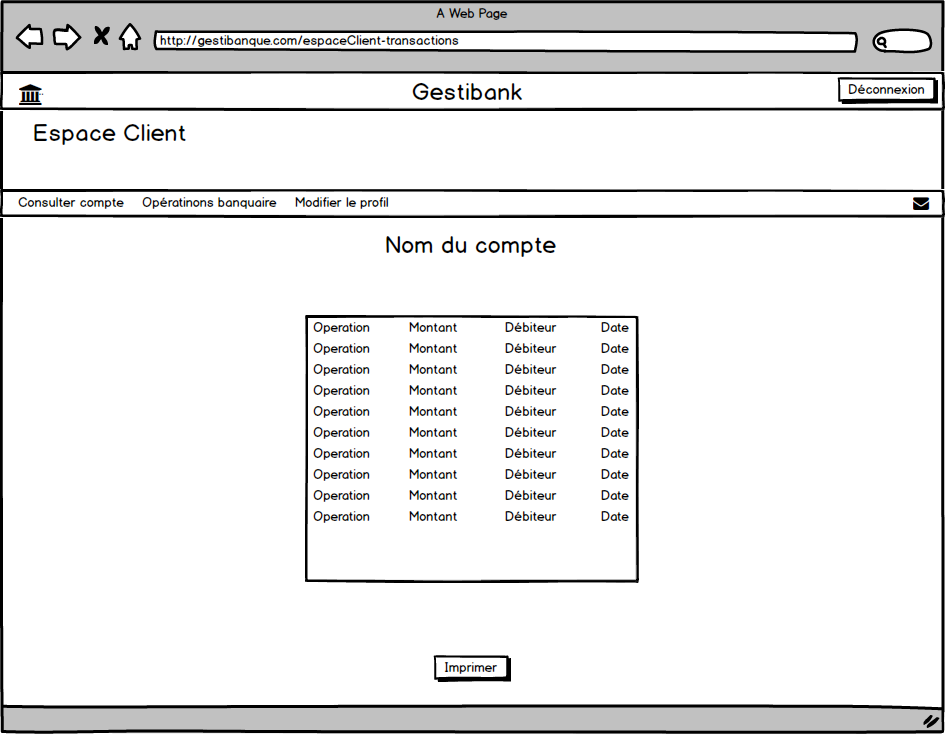 A Web Page
http://gestibanque.com/espaceClient-transactions
Gestibank
Déconnexion
Espace Client
Consulter compte Opératinons banquaire Modifier le profil
Nom du compte
Operation Montant Débiteur Date
Operation Montant Débiteur Date
Operation Montant Débiteur Date
Operation Montant Débiteur Date
Operation Montant Débiteur Date
Operation Montant Débiteur Date
Operation Montant Débiteur Date
Operation Montant Débiteur Date
Operation Montant Débiteur Date
Operation Montant Débiteur Date
Imprimer